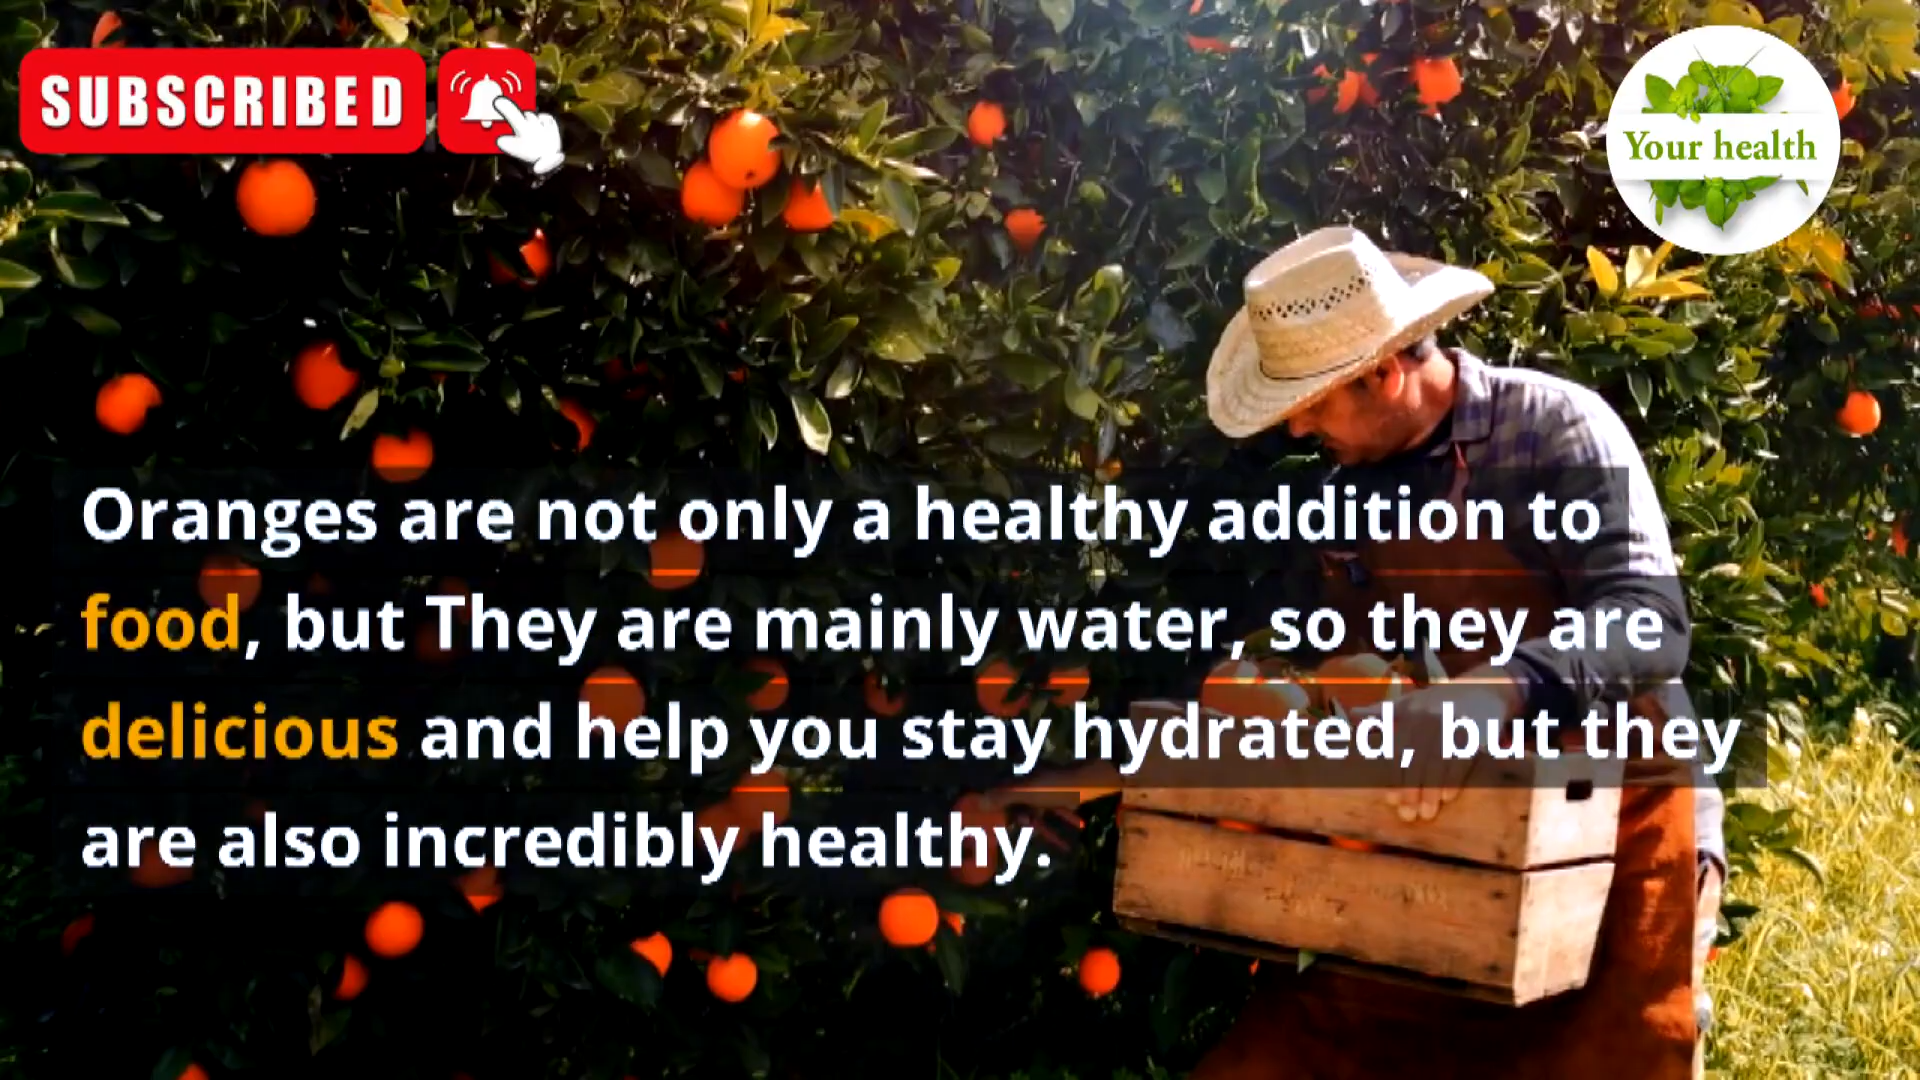 SUBSCRIBED
Your health
Oranges are not only a healthy addition to
food, but They are mainly water, so they are
delicious and help you stay hydrated, but they
are also incredibly healthy.